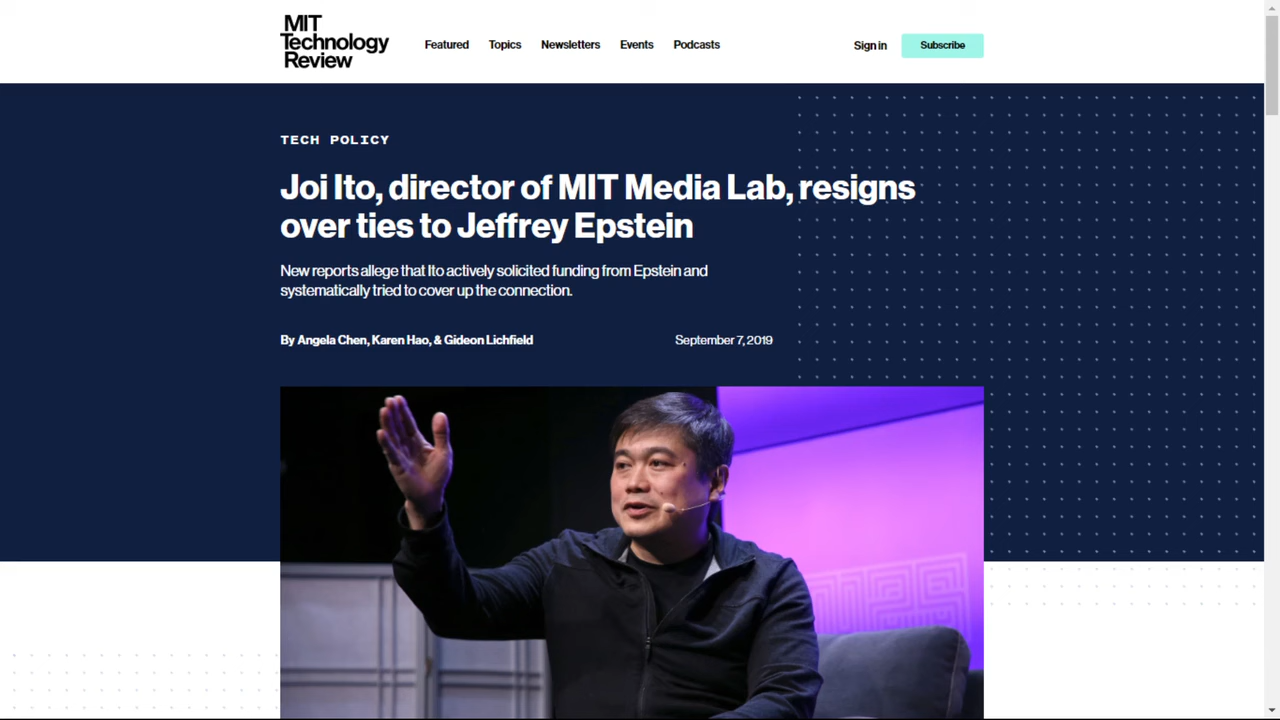 MIT
Technology
Review
Featured Topics Newsletters Events Podcasts Sign in Subscribe
TECH POLICY
Joi Ito, director of MIT Media Lab, resigns
over ties to Jeffrey Epstein
New reports allege that Ito actively solicited funding from Epstein and
systematically tried to cover up the connection.
By Angela Chen, Karen Hao, & Gideon Lichfield September 7, 2019